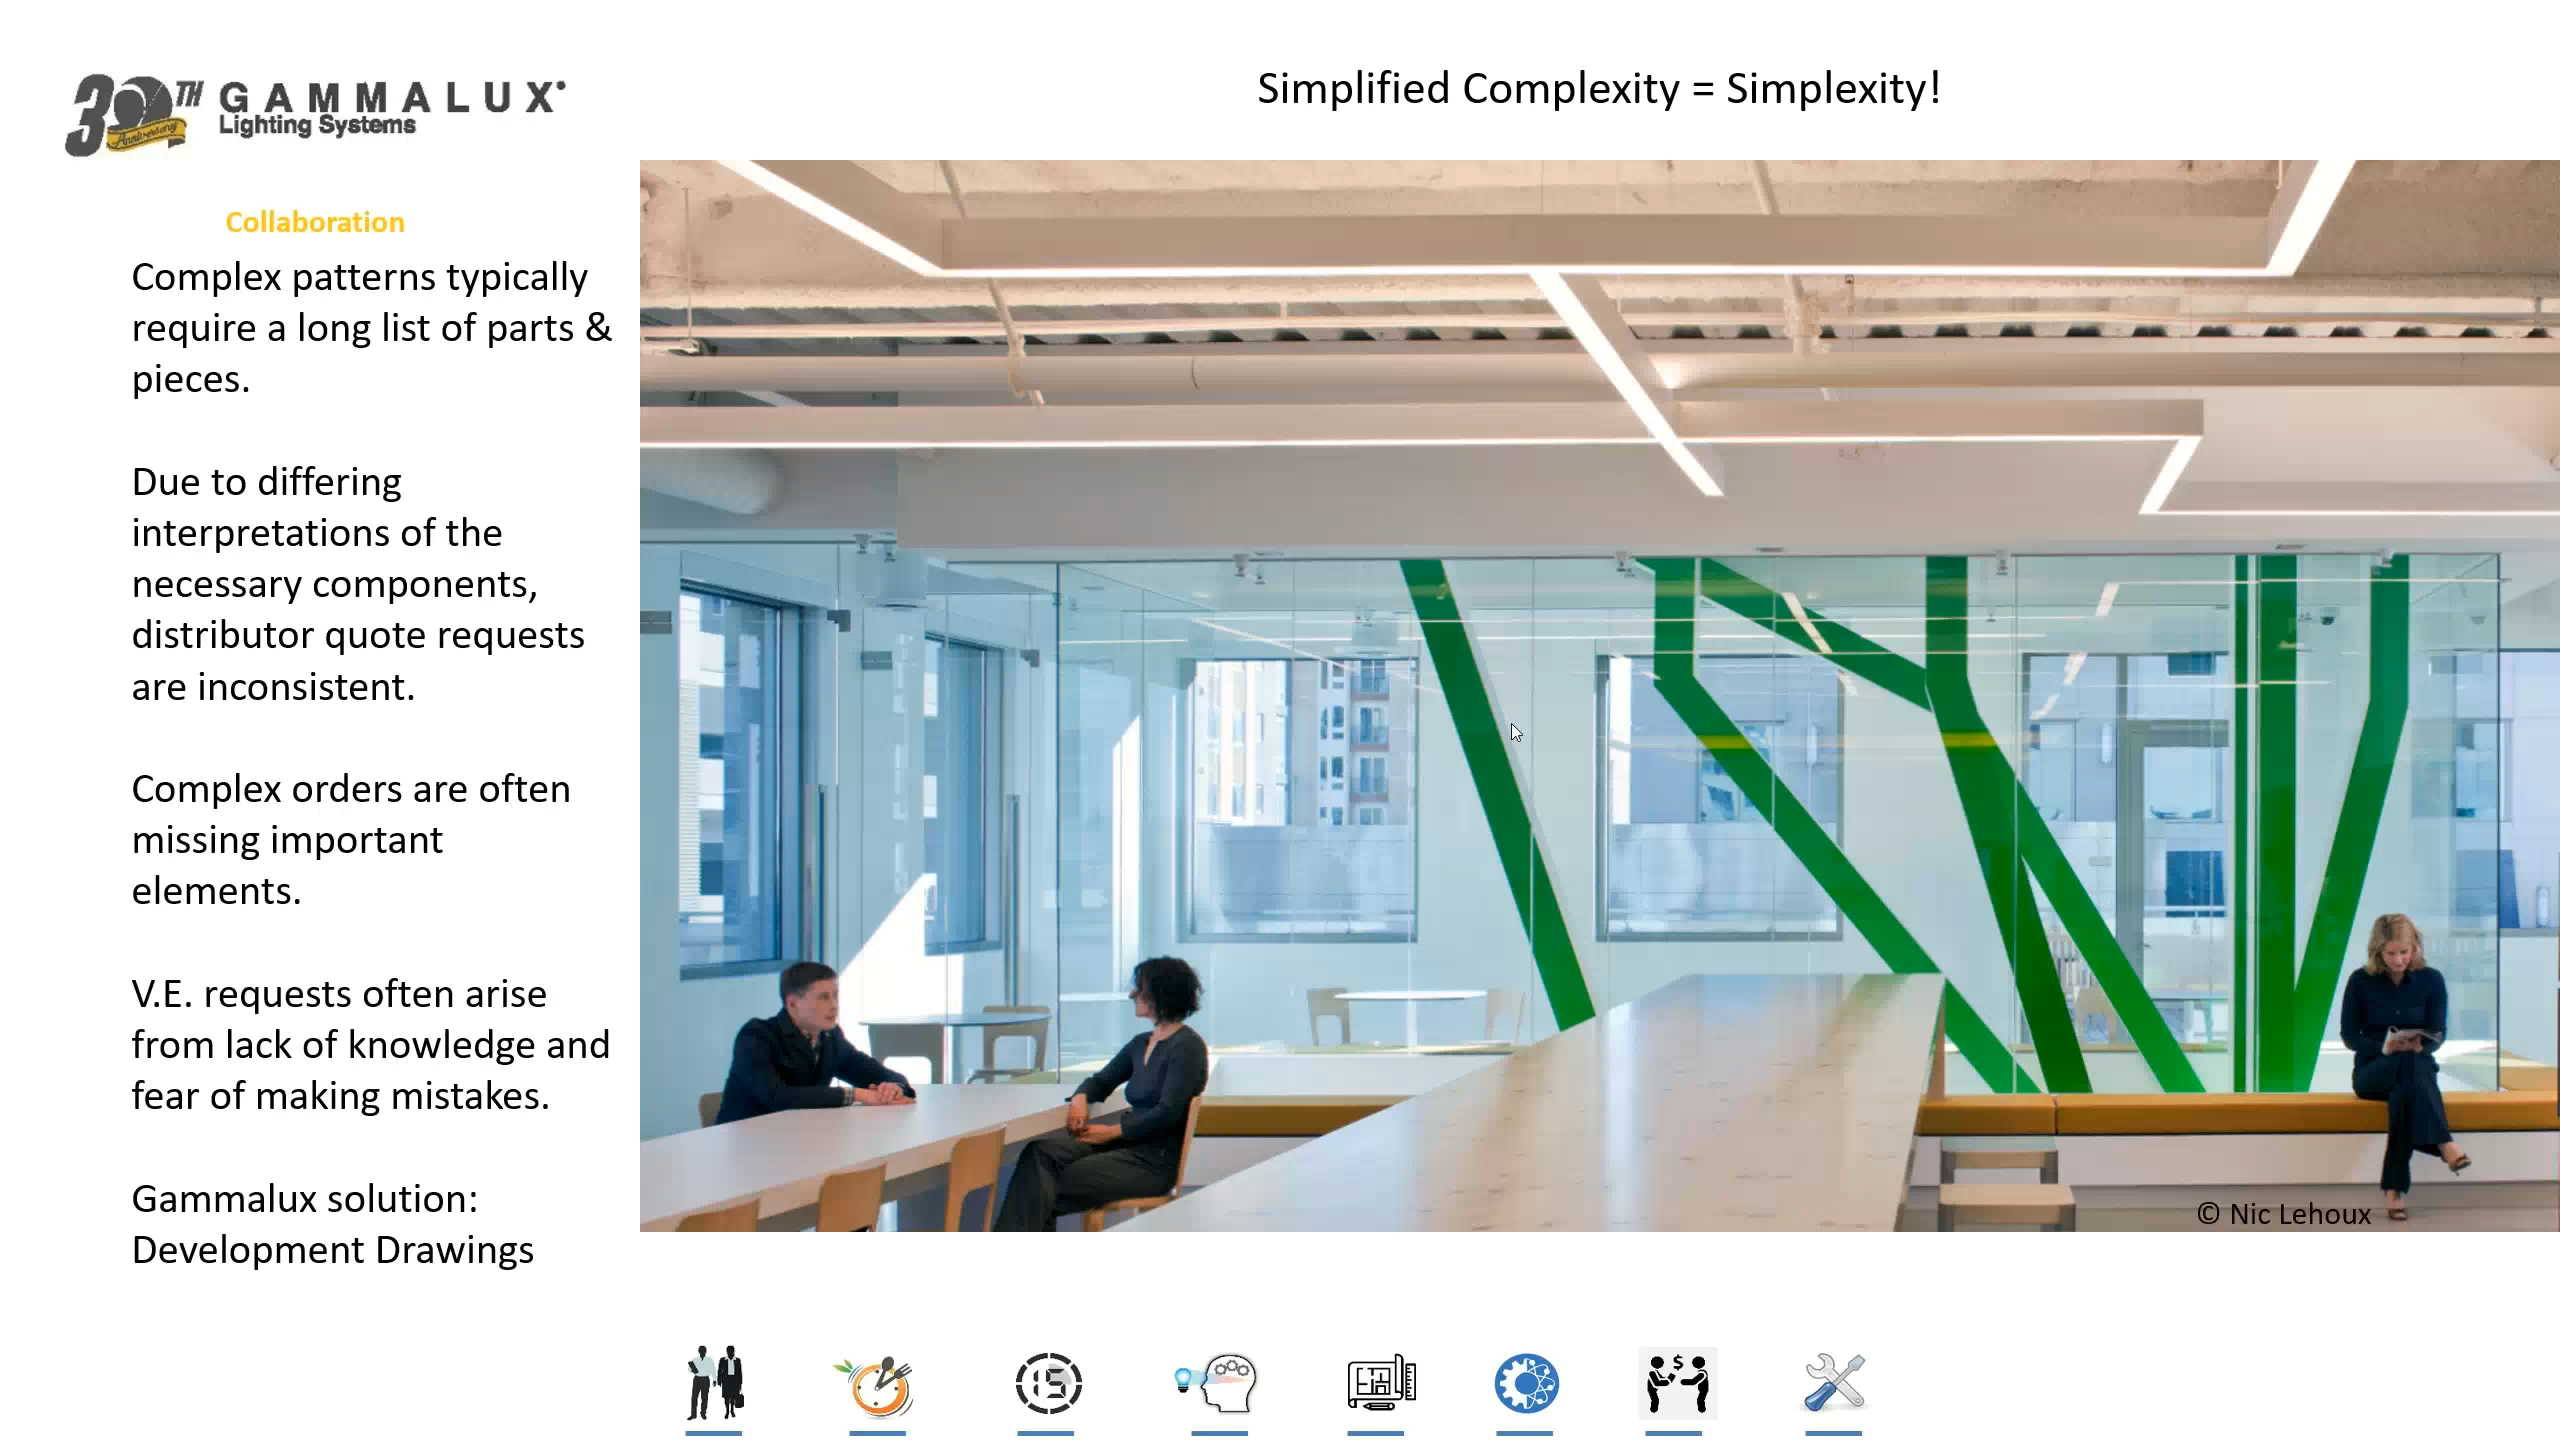 30TH
Anniversary
GAMMALUX
Lighting Systems
Simplified Complexity = Simplexity!
Collaboration
Complex patterns typically
require a long list of parts &
pieces.
Due to differing
interpretations of the
necessary components,
distributor quote requests
are inconsistent.
Complex orders are often
missing important
elements.
V.E. requests often arise
from lack of knowledge and
fear of making mistakes.
Gammalux solution:
Development Drawings
© Nic Lehoux
15
$